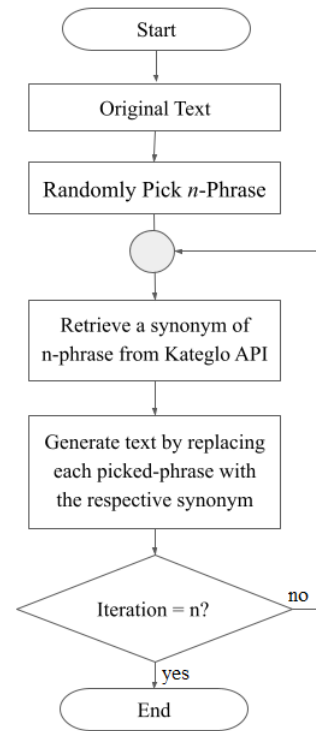 Start
Original Text
Randomly Pick n-Phrase
Retrieve a synonym of
n-phrase from Kateglo API
Generate text by replacing
each picked-phrase with
the respective synonym
Iteration = n?
no
yes
End